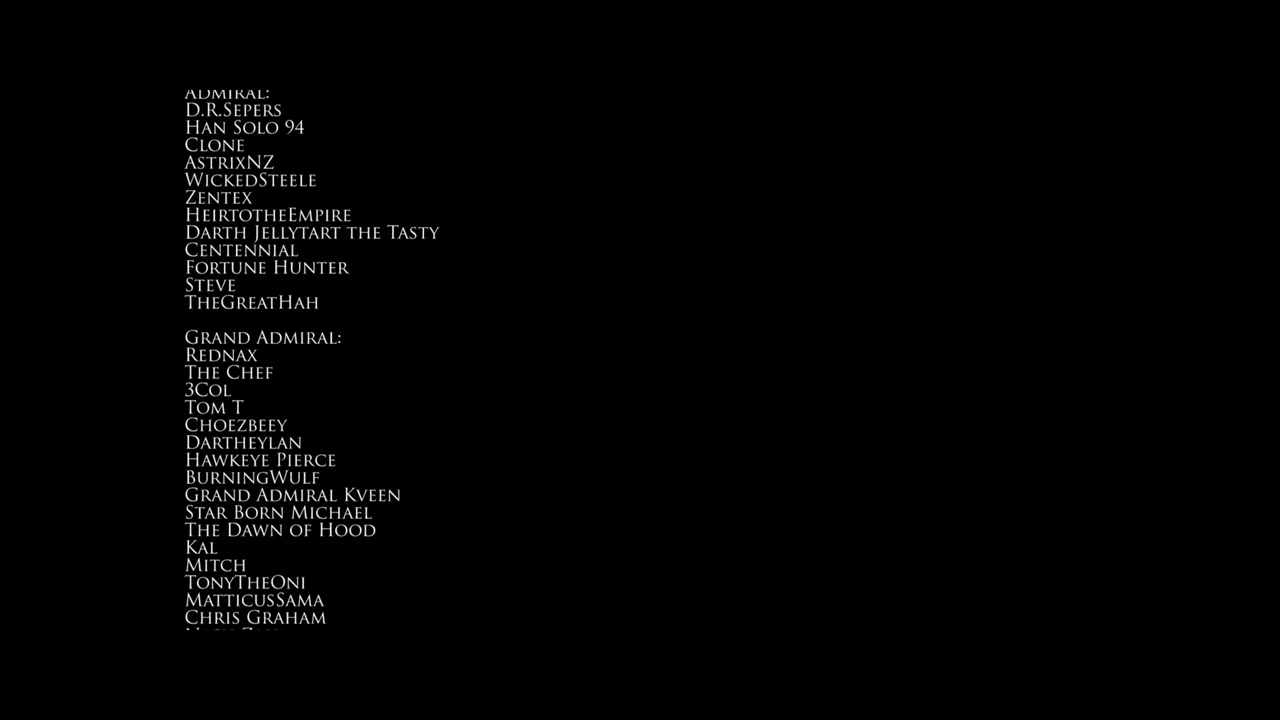 ADMIRAL:
D.R.SEPERS
HAN SOLO 94
CLONE
ASTRIXNZ
WICKEDSTEELE
ZENTEX
HEIRTOTHEEMPIRE
DARTH JELLYTART THE TASTY
CENTENNIAL
FORTUNE HUNTER
STEVE
THEGREATHAH
GRAND ADMIRAL:
REDNAX
THE CHEF
3COL
TOM T
CHOEZBEEY
DARTHEYLAN
HAWKEYE PIERCE
BURNINGWULF
GRAND ADMIRAL KVEEN
STAR BORN MICHAEL
THE DAWN OF HOOD
KAL
MITCH
TONYTHEONI
MATTICUSSAMA
CHRIS GRAHAM